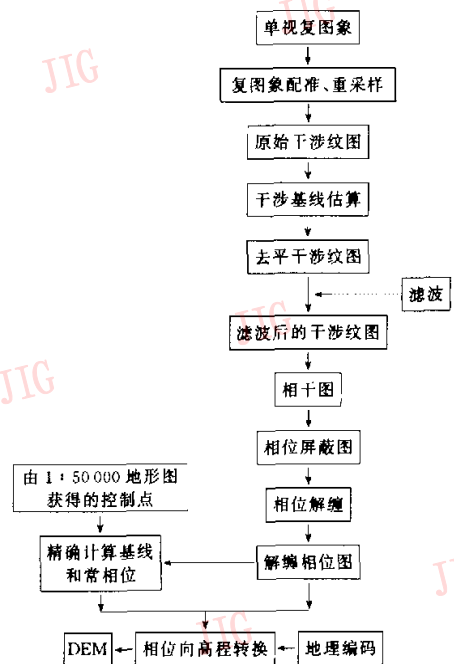 单视复图象
复图象配准、重采样
原始干涉纹图
干涉基线估算
去平干涉纹图
滤波
滤波后的干涉纹图
相干图
相位屏蔽图
由 1：50 000 地形图
获得的控制点
相位解缠
精确计算基线
和常相位
解缠相位图
DEM
相位向高程转换
地理编码
JIG
JIG
JIG
JIG
JIG